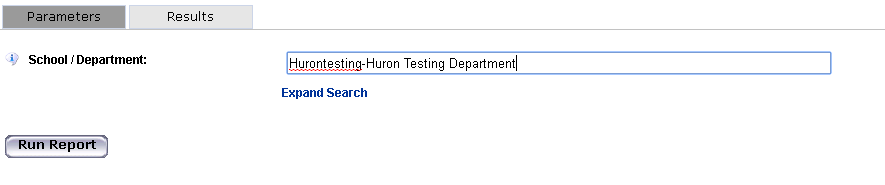 Parameters Results
School / Department: Hurontesting-Huron Testing Department
Expand Search
Run Report